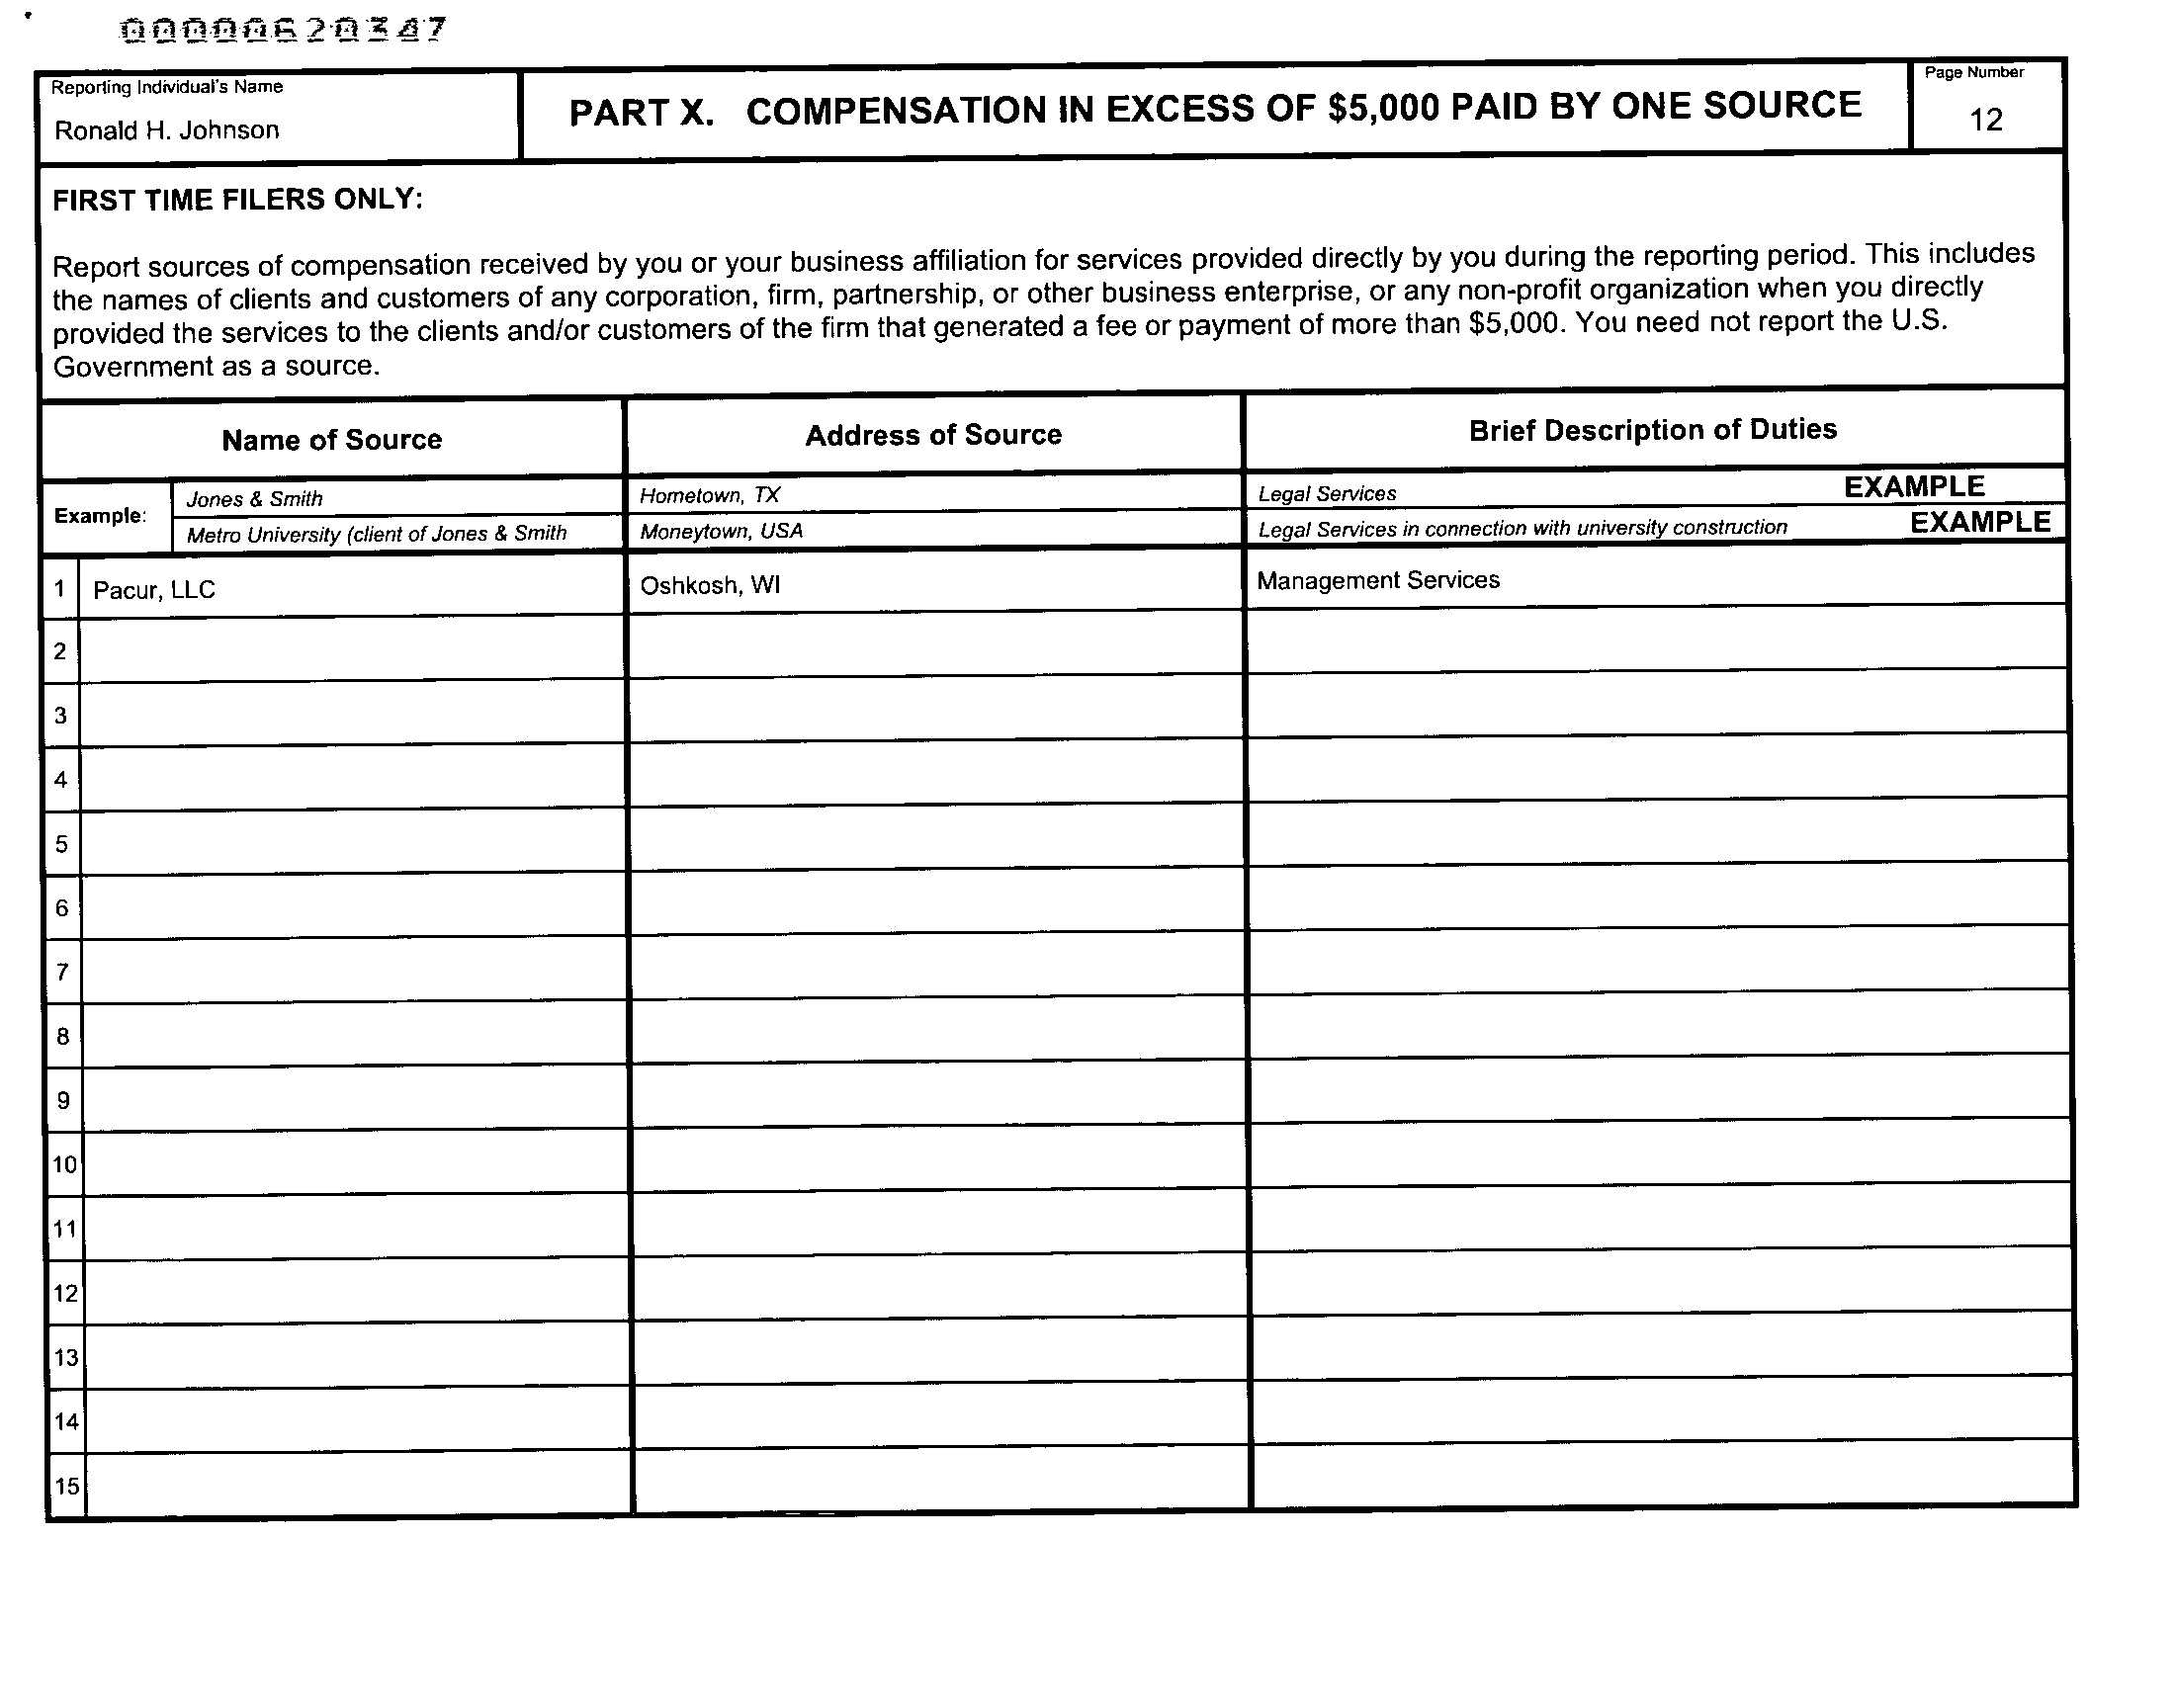 00000620347
Reporting Individual's Name
Ronald H. Johnson
PART X. COMPENSATION IN EXCESS OF $5,000 PAID BY ONE SOURCE
Page Number
12
FIRST TIME FILERS ONLY:
Report sources of compensation received by you or your business affiliation for services provided directly by you during the reporting period. This includes
the names of clients and customers of any corporation, firm, partnership, or other business enterprise, or any non-profit organization when you directly
provided the services to the clients and/or customers of the firm that generated a fee or payment of more than $5,000. You need not report the U.S.
Government as a source.
Name of Source Address of Source Brief Description of Duties
Example: Jones & Smith Hometown, TX Legal Services EXAMPLE
Metro University (client of Jones & Smith Moneytown, USA Legal Services in connection with university construction EXAMPLE
1 Pacur, LLC Oshkosh, WI Management Services
2
3
4
5
6
7
8
9
10
11
12
13
14
15